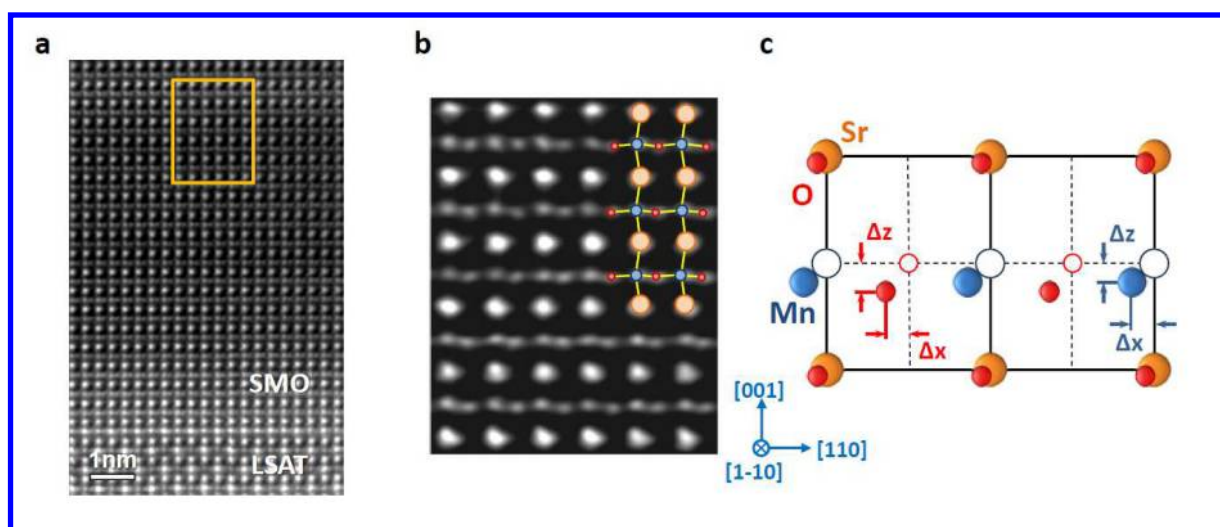 a
b
c
Sr
O
Δz
Δz
Mn
Δx
Δx
SMO
[001]
1nm
LSAT
[110]
[1-10]